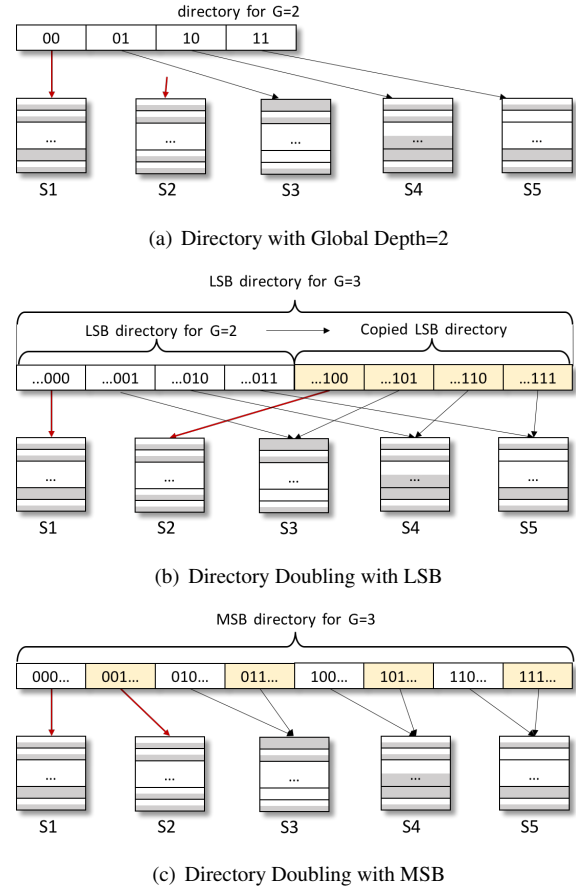 directory for G=2
00 01 10 11
... ... ... ... ...
S1 S2 S3 S4 S5
(a) Directory with Global Depth=2
LSB directory for G=3
LSB directory for G=2 Copied LSB directory
...000 ...001 ...010 ...011 ...100 ...101 ...110 ...111
... ... ... ... ...
S1 S2 S3 S4 S5
(b) Directory Doubling with LSB
MSB directory for G=3
000... 001... 010... 011... 100... 101... 110... 111...
... ... ... ... ...
S1 S2 S3 S4 S5
(c) Directory Doubling with MSB